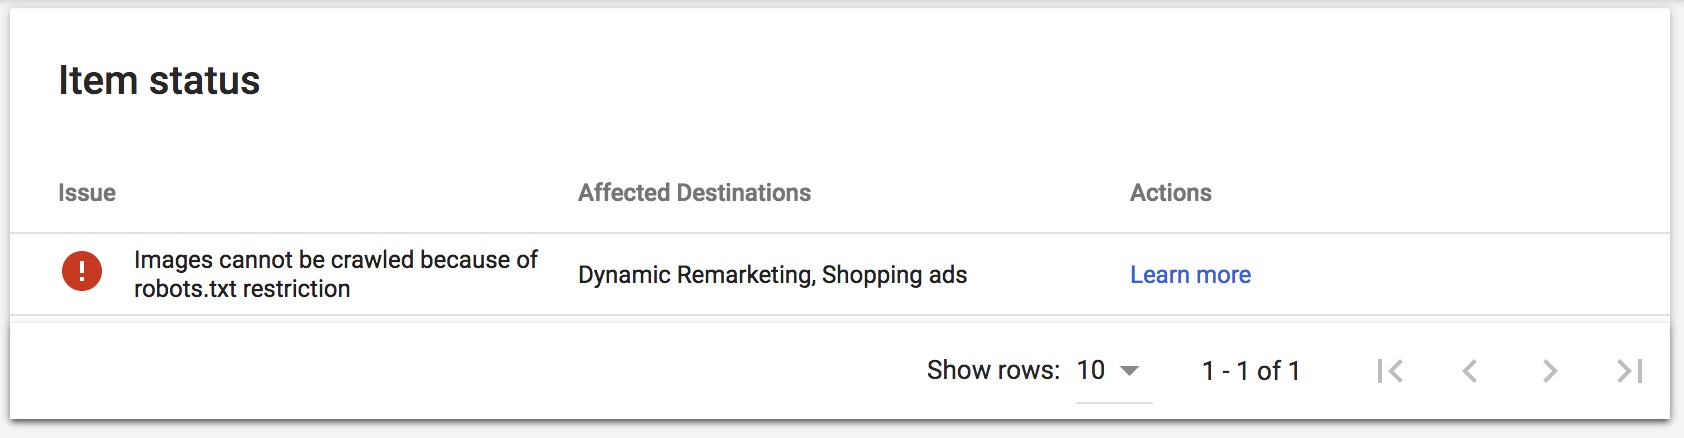 Item status
Issue Affected Destinations Actions
Images cannot be crawled because of
robots.txt restriction
Dynamic Remarketing, Shopping ads
Learn more
Show rows: 10 1 - 1 of 1